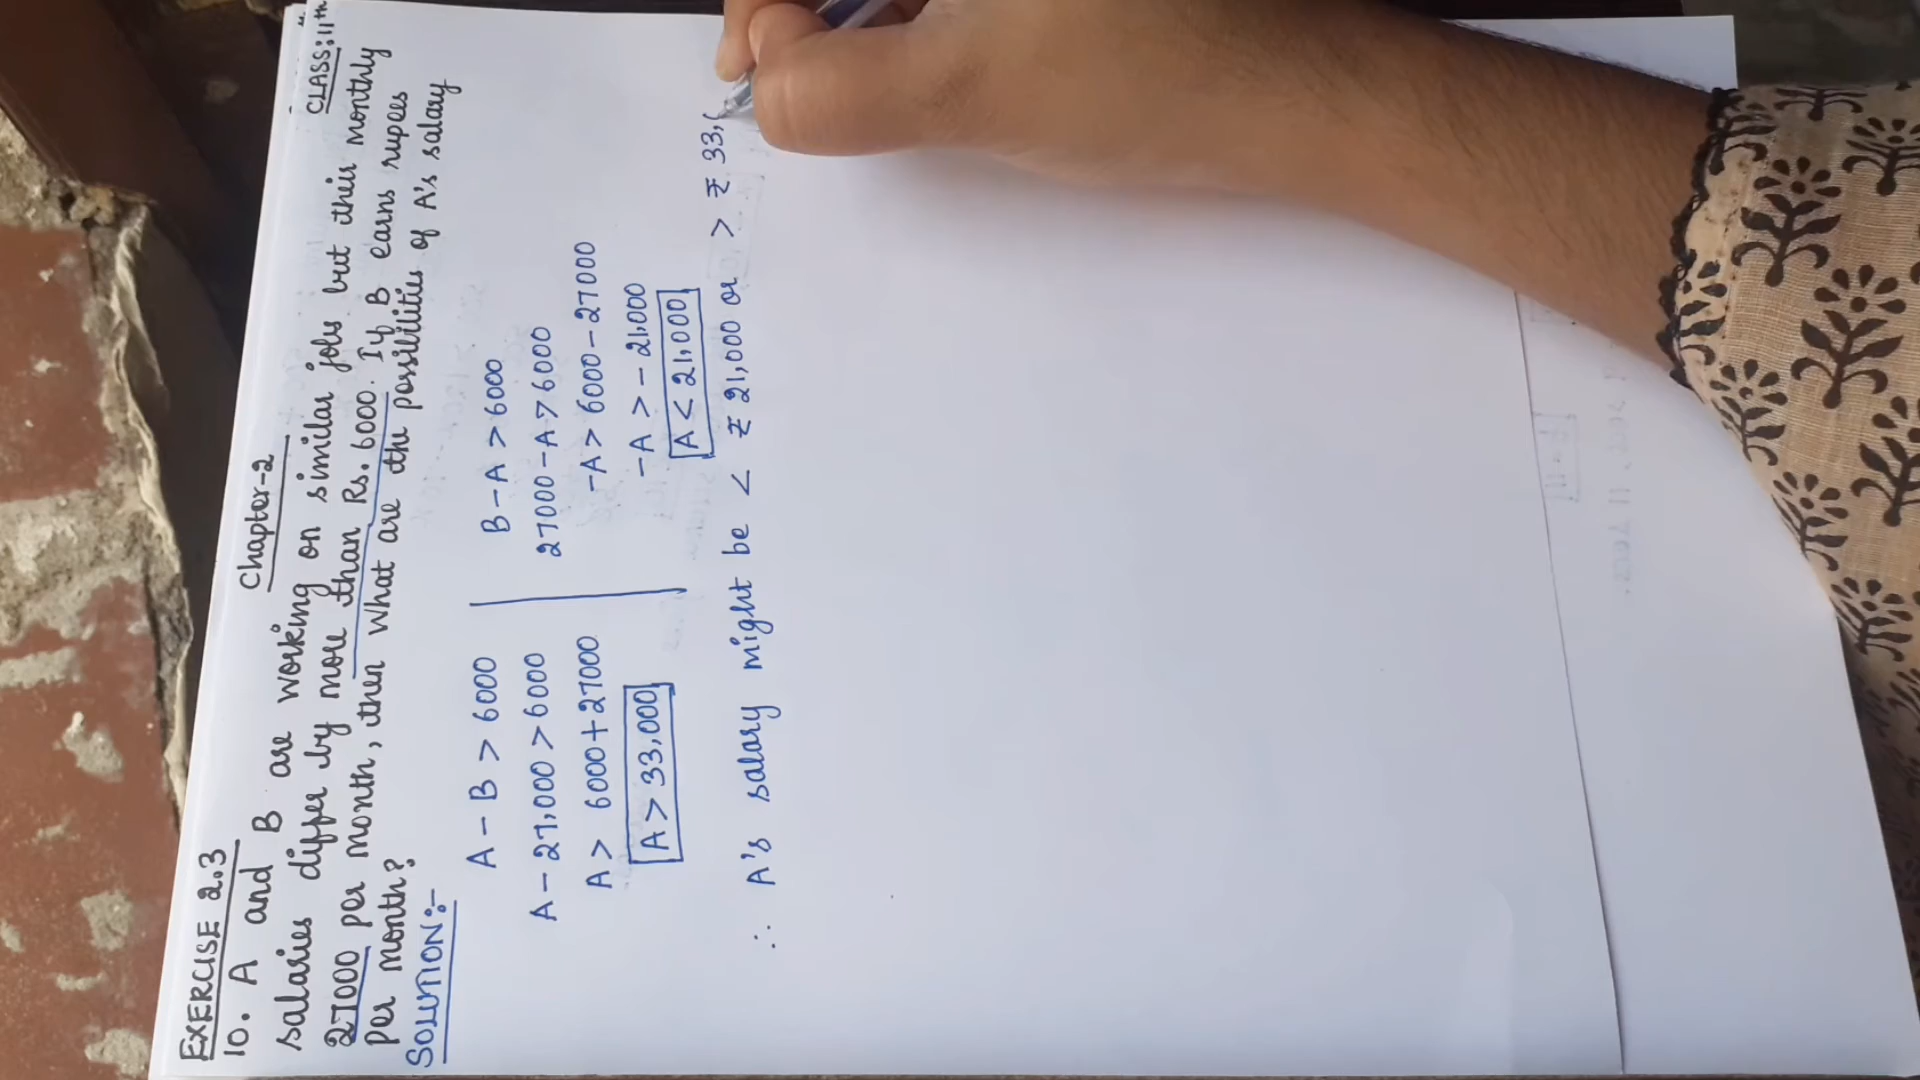 Chapter-2
CLASS:11th
EXERCISE 2.3
10. A and B are working on similar jobs but their monthly
salaries differ by more than Rs. 6000. If B earns rupees
27000 per month, then what are the possibilities of A's salary
per month?
SOLUTION:-
A - B > 6000
A - 27,000 > 6000
A > 6000 + 27000
A > 33,000
B - A > 6000
27000 - A > 6000
-A > 6000 - 27000
-A > - 21,000
A < 21,000
∴ A's salary might be < ₹ 21,000 or > ₹ 33,